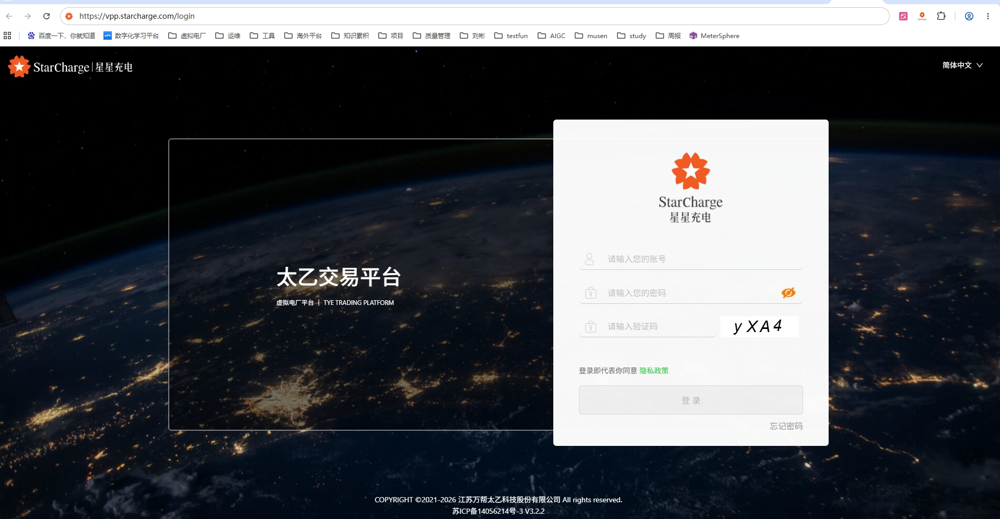 https://vpp.starcharge.com/login
百度一下，你就知道 数字化学习平台 虚拟电厂 运维 工具 海外平台 知识累积 项目 质量管理 刘彬 testfun AIGC musen study 周报 MeterSphere
StarCharge 星星充电
简体中文
StarCharge
星星充电
请输入您的账号
太乙交易平台
虚拟电厂平台 | TYE TRADING PLATFORM
请输入您的密码
请输入验证码
y X A 4
登录即代表你同意 隐私政策
登 录
忘记密码
COPYRIGHT ©2021-2026 江苏万帮太乙科技股份有限公司 All rights reserved.
苏ICP备14056214号-3 V3.2.2